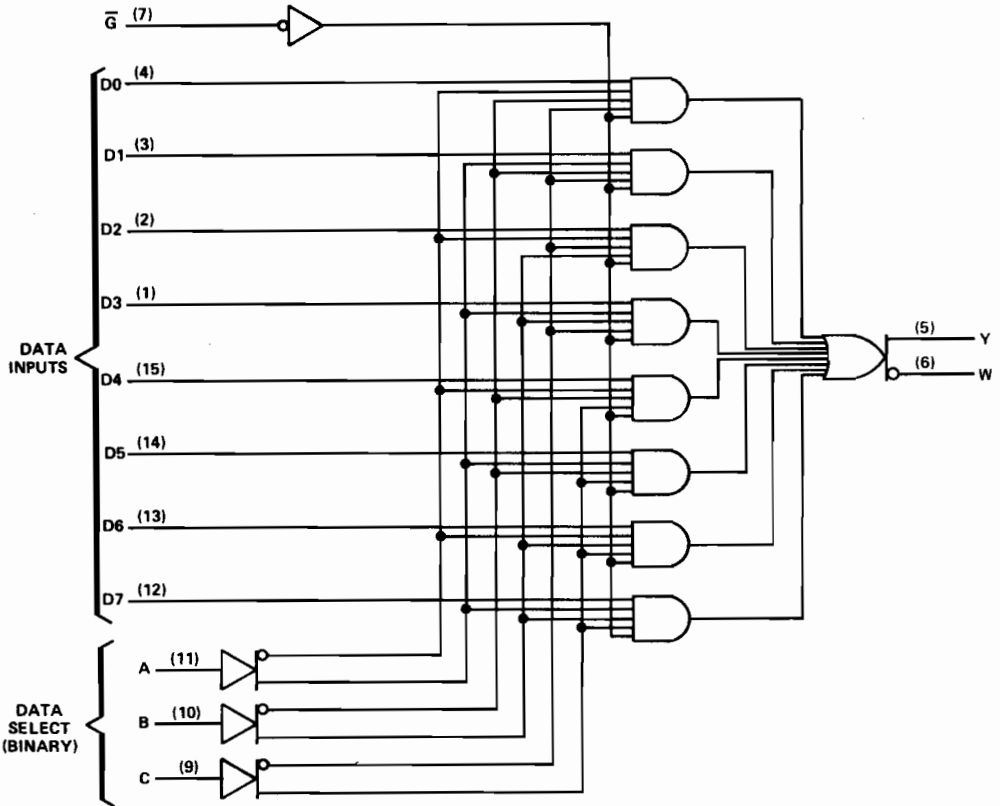 G̅ (7)
D0 (4)
D1 (3)
D2 (2)
D3 (1)
DATA
INPUTS
D4 (15)
D5 (14)
D6 (13)
D7 (12)
(5) Y
(6) W
DATA
SELECT
(BINARY)
A (11)
B (10)
C (9)